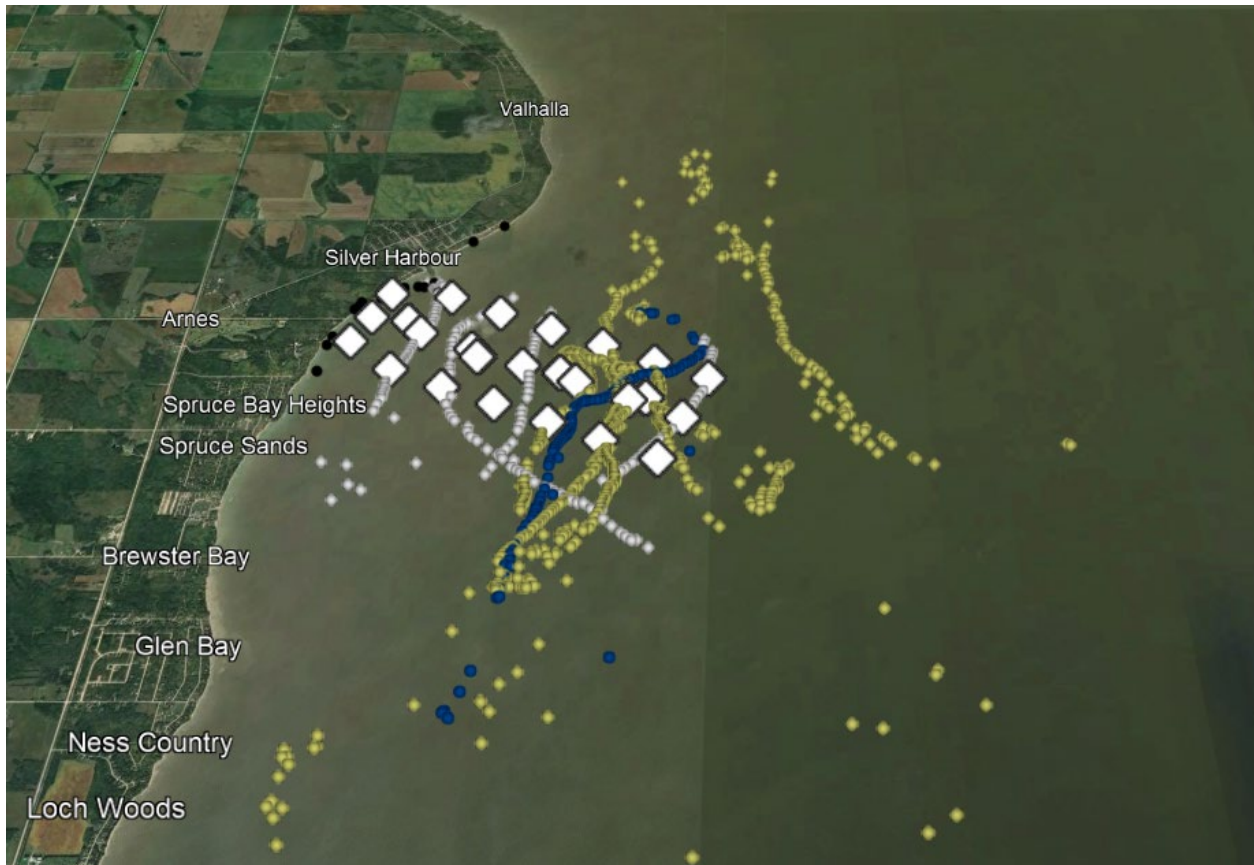 Valhalla
Silver Harbour
Arnes
Spruce Bay Heights
Spruce Sands
Brewster Bay
Glen Bay
Ness Country
Loch Woods